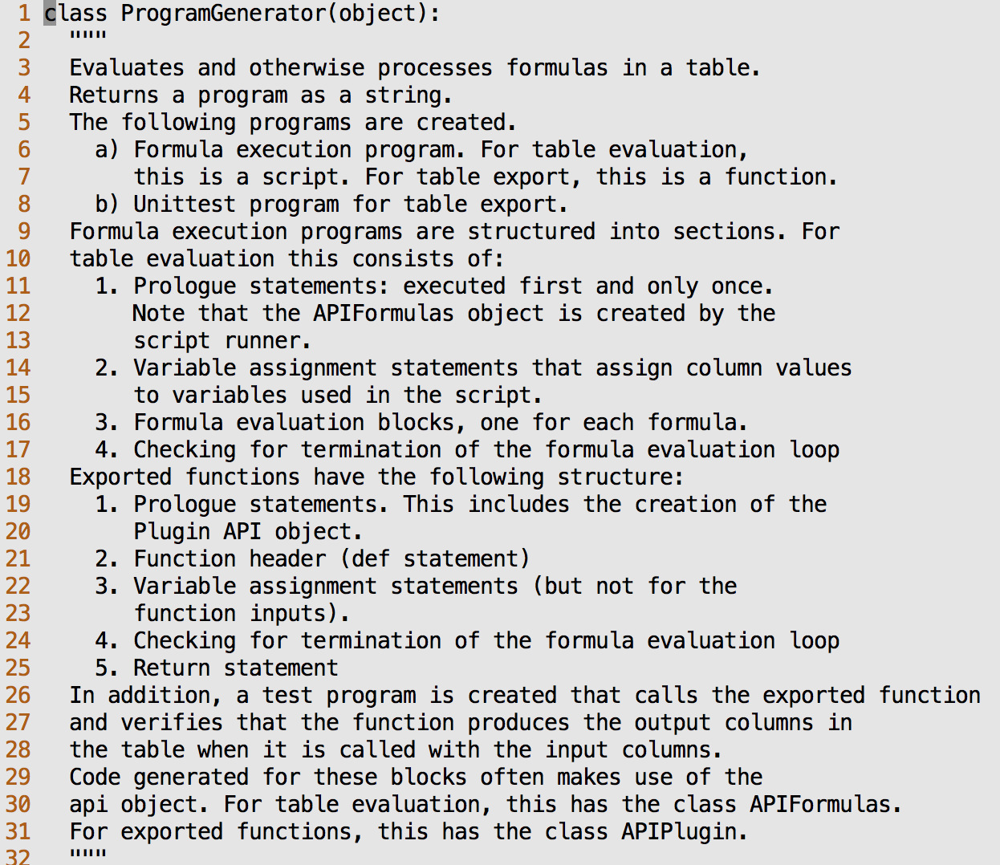 1 class ProgramGenerator(object):
2   """
3   Evaluates and otherwise processes formulas in a table.
4   Returns a program as a string.
5   The following programs are created.
6     a) Formula execution program. For table evaluation,
7        this is a script. For table export, this is a function.
8     b) Unittest program for table export.
9   Formula execution programs are structured into sections. For
10   table evaluation this consists of:
11     1. Prologue statements: executed first and only once.
12        Note that the APIFormulas object is created by the
13        script runner.
14     2. Variable assignment statements that assign column values
15        to variables used in the script.
16     3. Formula evaluation blocks, one for each formula.
17     4. Checking for termination of the formula evaluation loop
18   Exported functions have the following structure:
19     1. Prologue statements. This includes the creation of the
20        Plugin API object.
21     2. Function header (def statement)
22     3. Variable assignment statements (but not for the
23        function inputs).
24     4. Checking for termination of the formula evaluation loop
25     5. Return statement
26   In addition, a test program is created that calls the exported function
27   and verifies that the function produces the output columns in
28   the table when it is called with the input columns.
29   Code generated for these blocks often makes use of the
30   api object. For table evaluation, this has the class APIFormulas.
31   For exported functions, this has the class APIPlugin.
32   """